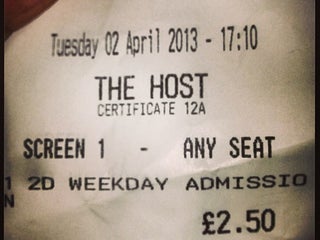 Tuesday 02 April 2013 - 17:10
THE HOST
CERTIFICATE 12A
SCREEN 1 - ANY SEAT
1 2D WEEKDAY ADMISSIO
N
£2.50